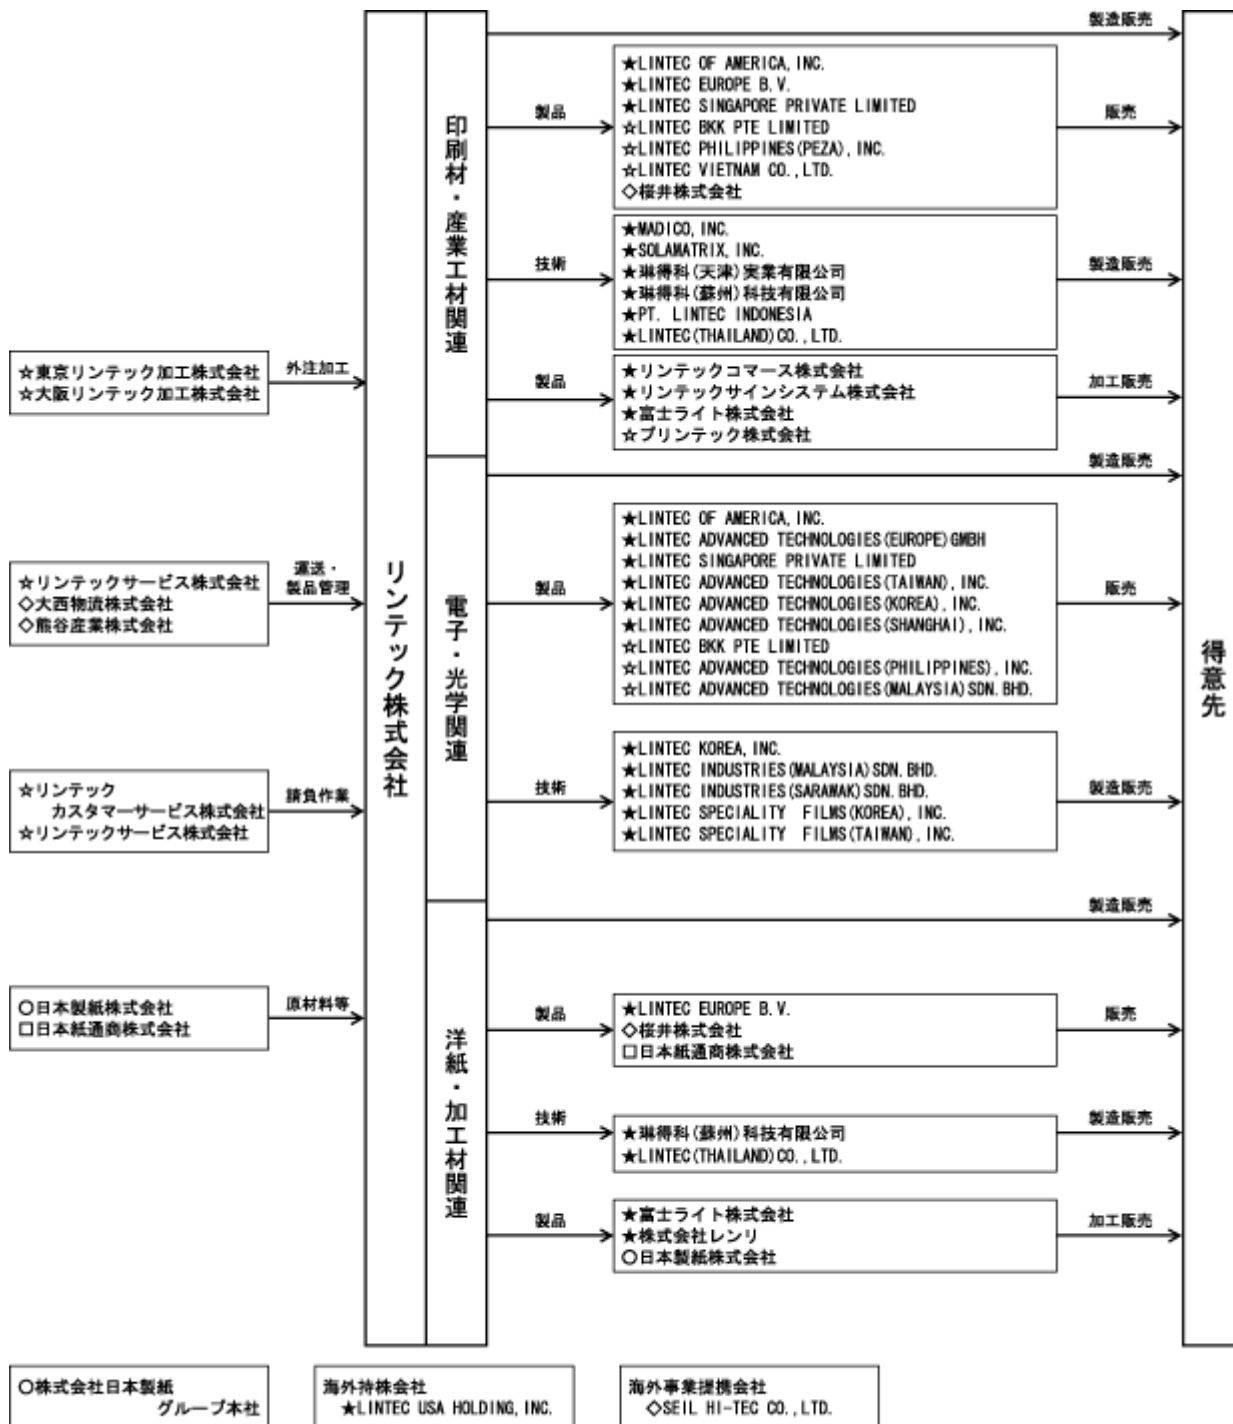 製造販売
★LINTEC OF AMERICA, INC.
★LINTEC EUROPE B.V.
★LINTEC SINGAPORE PRIVATE LIMITED
☆LINTEC BKK PTE LIMITED
☆LINTEC PHILIPPINES(PEZA), INC.
☆LINTEC VIETNAM CO., LTD.
◇桜井株式会社
製品
販売
印刷材・産業工材関連
★MADICO, INC.
★SOLAMATRIX, INC.
★琳得科(天津)実業有限公司
★琳得科(蘇州)科技有限公司
★PT. LINTEC INDONESIA
★LINTEC(THAILAND)CO., LTD.
技術
製造販売
☆東京リンテック加工株式会社
☆大阪リンテック加工株式会社
外注加工
★リンテックコマース株式会社
★リンテックサインシステム株式会社
★富士ライト株式会社
☆プリンテック株式会社
製品
加工販売
製造販売
☆リンテックサービス株式会社
◇大西物流株式会社
◇熊谷産業株式会社
運送・
製品管理
リンテック株式会社
電子・光学関連
製品
★LINTEC OF AMERICA, INC.
★LINTEC ADVANCED TECHNOLOGIES(EUROPE)GMBH
★LINTEC SINGAPORE PRIVATE LIMITED
★LINTEC ADVANCED TECHNOLOGIES(TAIWAN), INC.
★LINTEC ADVANCED TECHNOLOGIES(KOREA), INC.
★LINTEC ADVANCED TECHNOLOGIES(SHANGHAI), INC.
☆LINTEC BKK PTE LIMITED
☆LINTEC ADVANCED TECHNOLOGIES(PHILIPPINES), INC.
☆LINTEC ADVANCED TECHNOLOGIES(MALAYSIA)SDN. BHD.
販売
得意先
☆リンテック
カスタマーサービス株式会社
☆リンテックサービス株式会社
請負作業
技術
★LINTEC KOREA, INC.
★LINTEC INDUSTRIES(MALAYSIA)SDN. BHD.
★LINTEC INDUSTRIES(SARAWAK)SDN. BHD.
★LINTEC SPECIALITY FILMS(KOREA), INC.
★LINTEC SPECIALITY FILMS(TAIWAN), INC.
製造販売
製造販売
○日本製紙株式会社
□日本紙通商株式会社
原材料等
洋紙・加工材関連
製品
★LINTEC EUROPE B.V.
◇桜井株式会社
□日本紙通商株式会社
販売
技術
★琳得科(蘇州)科技有限公司
★LINTEC(THAILAND)CO., LTD.
製造販売
製品
★富士ライト株式会社
★株式会社レンリ
○日本製紙株式会社
加工販売
○株式会社日本製紙
グループ本社
海外持株会社
★LINTEC USA HOLDING, INC.
海外事業提携会社
◇SEIL HI-TEC CO., LTD.